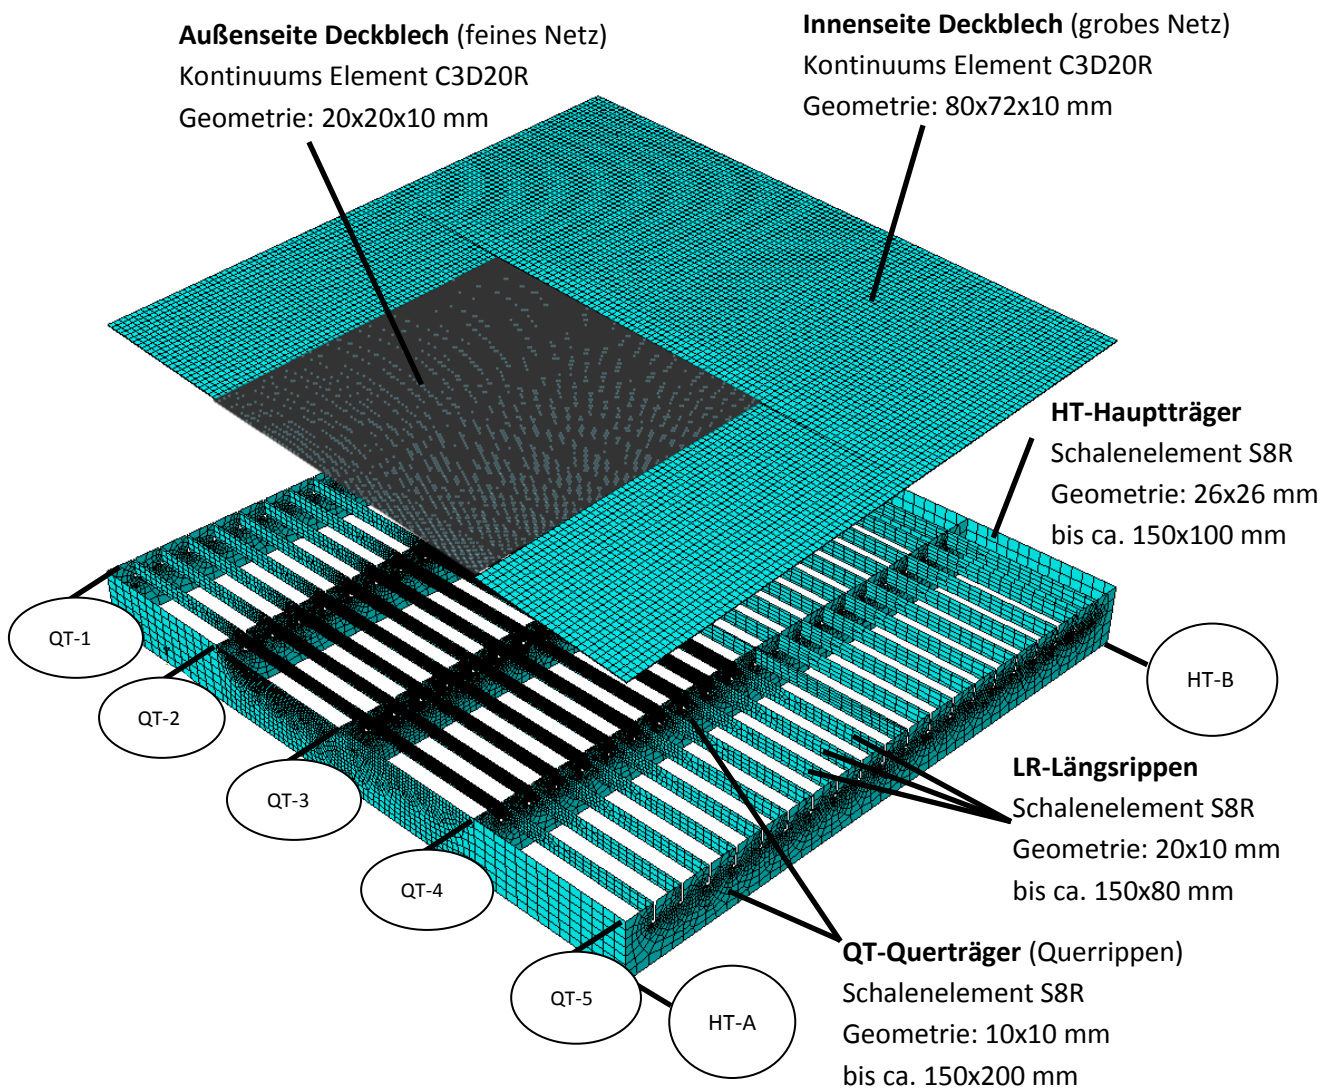 Außenseite Deckblech (feines Netz)
Kontinuums Element C3D20R
Geometrie: 20x20x10 mm
Innenseite Deckblech (grobes Netz)
Kontinuums Element C3D20R
Geometrie: 80x72x10 mm
HT-Hauptträger
Schalenelement S8R
Geometrie: 26x26 mm
bis ca. 150x100 mm
QT-1
QT-2
QT-3
QT-4
QT-5
HT-A
HT-B
LR-Längsrippen
Schalenelement S8R
Geometrie: 20x10 mm
bis ca. 150x80 mm
QT-Querträger (Querrippen)
Schalenelement S8R
Geometrie: 10x10 mm
bis ca. 150x200 mm